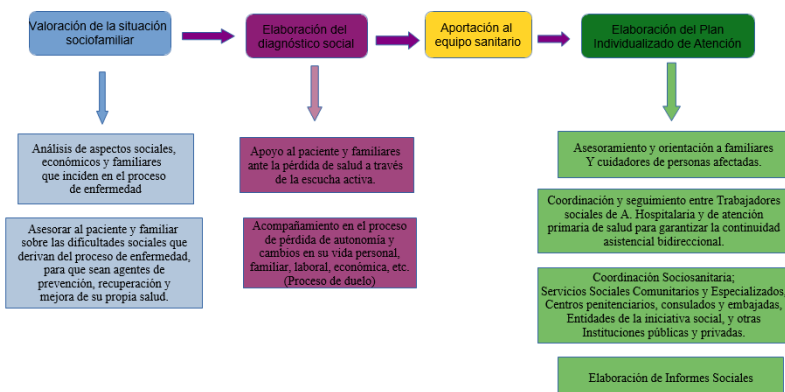 Valoración de la situación
sociofamiliar
Elaboración del
diagnóstico social
Aportación al
equipo sanitario
Elaboración del Plan
Individualizado de Atención
Análisis de aspectos sociales,
económicos y familiares
que inciden en el proceso
de enfermedad
Asesorar al paciente y familiar
sobre las dificultades sociales que
derivan del proceso de enfermedad,
para que sean agentes de
prevención, recuperación y
mejora de su propia salud.
Apoyo al paciente y familiares
ante la pérdida de salud a través
de la escucha activa.
Acompañamiento en el proceso
de pérdida de autonomía y
cambios en su vida personal,
familiar, laboral, económica, etc.
(Proceso de duelo)
Asesoramiento y orientación a familiares
Y cuidadores de personas afectadas.
Coordinación y seguimiento entre Trabajadores
sociales de A. Hospitalaria y de atención
primaria de salud para garantizar la continuidad
asistencial bidireccional.
Coordinación Sociosanitaria;
Servicios Sociales Comunitarios y Especializados,
Centros penitenciarios, consulados y embajadas,
Entidades de la iniciativa social, y otras
Instituciones públicas y privadas.
Elaboración de Informes Sociales